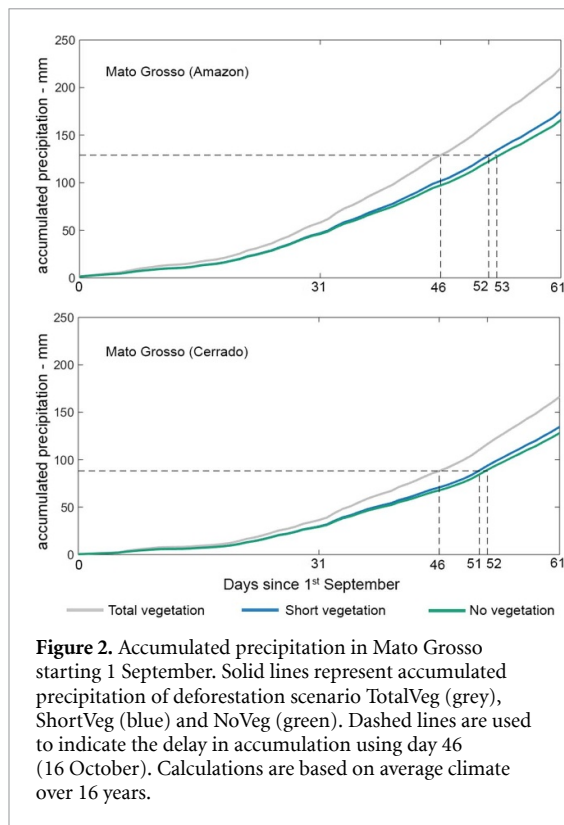 250
Mato Grosso (Amazon)
200
150
100
50
0
accumulated precipitation - mm
0 31 46 52 53 61
250
Mato Grosso (Cerrado)
200
150
100
50
0
accumulated precipitation - mm
0 31 46 51 52 61
Days since 1st September
Total vegetation Short vegetation No vegetation
Figure 2. Accumulated precipitation in Mato Grosso
starting 1 September. Solid lines represent accumulated
precipitation of deforestation scenario TotalVeg (grey),
ShortVeg (blue) and NoVeg (green). Dashed lines are used
to indicate the delay in accumulation using day 46
(16 October). Calculations are based on average climate
over 16 years.